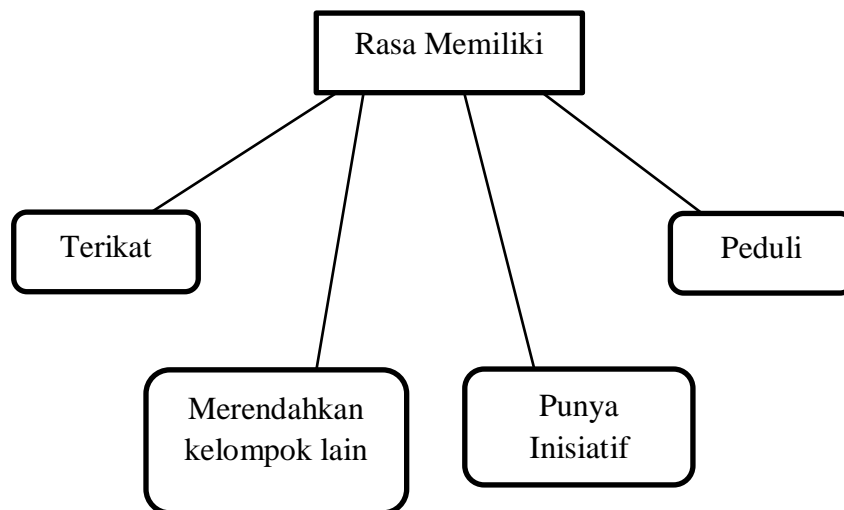 Rasa Memiliki
Terikat
Peduli
Merendahkan
kelompok lain
Punya
Inisiatif